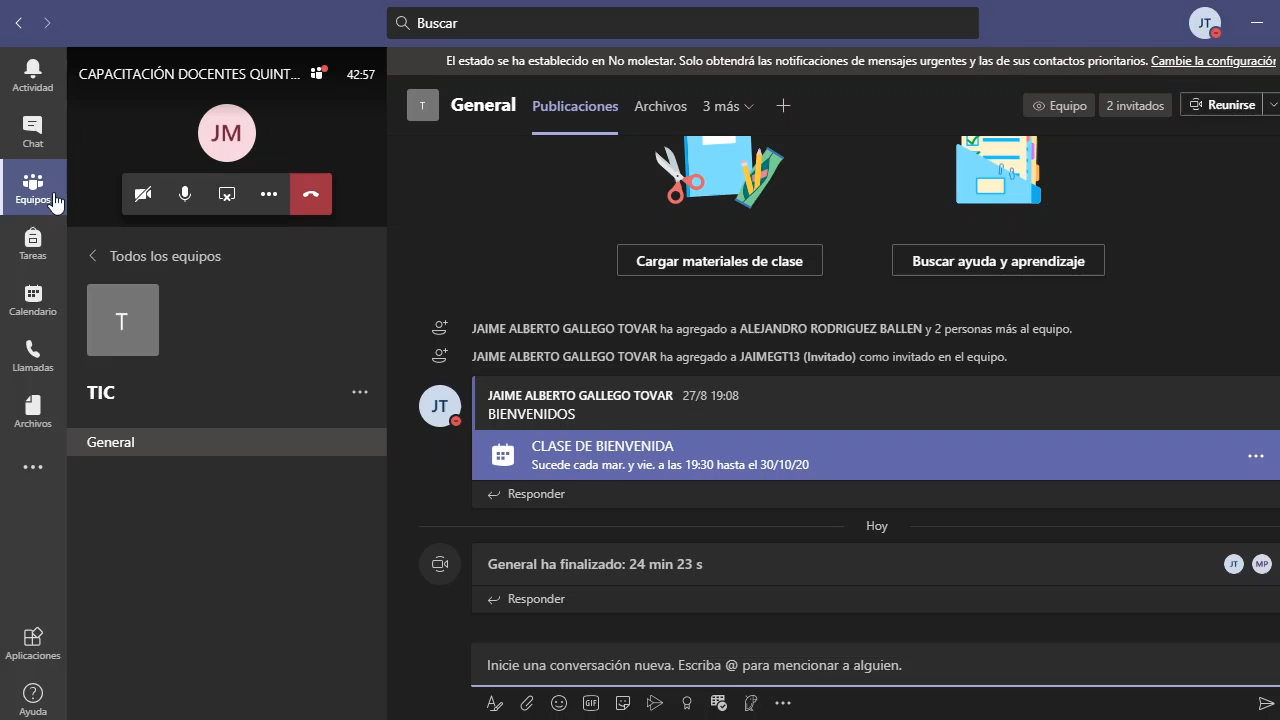 Buscar
JT
Actividad
Chat
Equipos
Tareas
Calendario
Llamadas
Archivos
Aplicaciones
Ayuda
CAPACITACIÓN DOCENTES QUINT... 42:57
JM
Todos los equipos
T
TIC
General
El estado se ha establecido en No molestar. Solo obtendrá las notificaciones de mensajes urgentes y las de sus contactos prioritarios. Cambie la configuración
T General Publicaciones Archivos 3 más Equipo 2 invitados Reunirse
Cargar materiales de clase
Buscar ayuda y aprendizaje
JAIME ALBERTO GALLEGO TOVAR ha agregado a ALEJANDRO RODRIGUEZ BALLEN y 2 personas más al equipo.
JAIME ALBERTO GALLEGO TOVAR ha agregado a JAIMEGT13 (Invitado) como invitado en el equipo.
JT
JAIME ALBERTO GALLEGO TOVAR 27/8 19:08
BIENVENIDOS
CLASE DE BIENVENIDA
Sucede cada mar. y vie. a las 19:30 hasta el 30/10/20
Responder
Hoy
General ha finalizado: 24 min 23 s
JT MP
Responder
Inicie una conversación nueva. Escriba @ para mencionar a alguien.
GIF